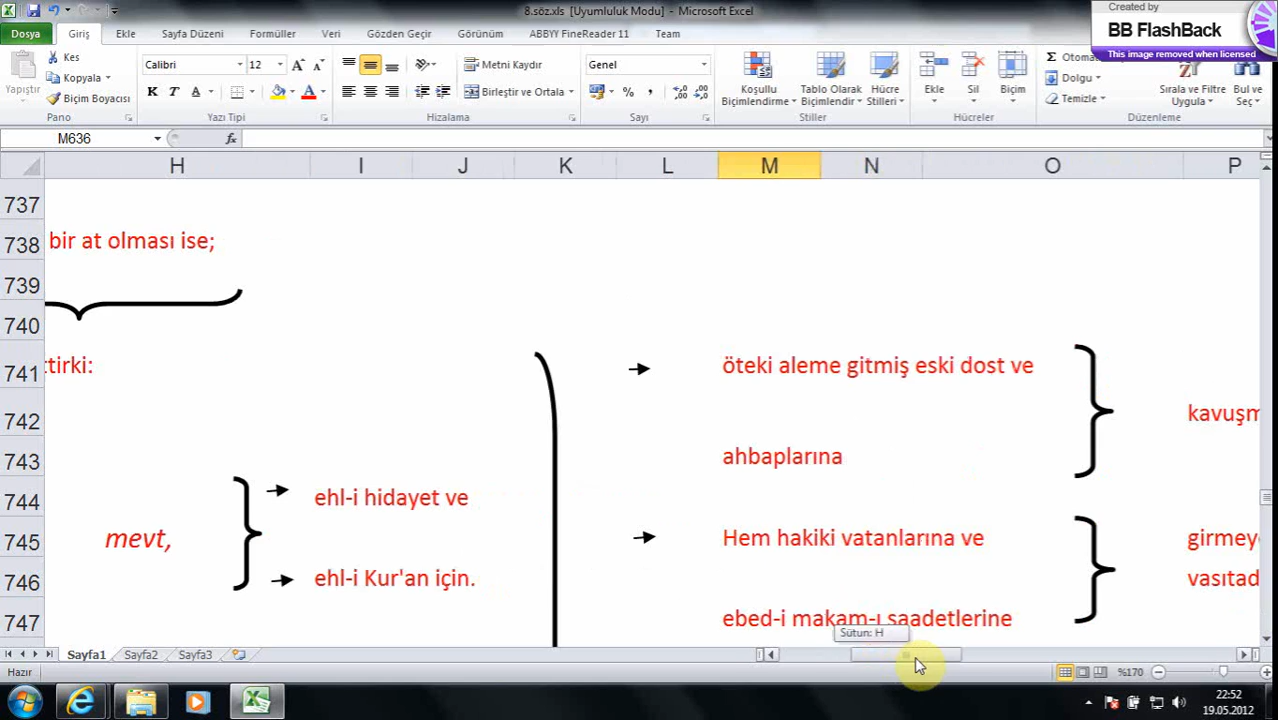 8.söz.xls [Uyumluluk Modu] - Microsoft Excel
Created by
BB FlashBack
This image removed when licensed
Dosya Giriş Ekle Sayfa Düzeni Formüller Veri Gözden Geçir Görünüm ABBYY FineReader 11 Team
Yapıştır
Kes
Kopyala
Biçim Boyacısı
Pano
Calibri 12
K T A
Yazı Tipi
Metni Kaydır
Birleştir ve Ortala
Hizalama
Genel
%
Sayı
Koşullu Biçimlendirme
Tablo Olarak Biçimlendir
Hücre Stilleri
Stiller
Ekle Sil Biçim
Hücreler
Σ Otoma
Dolgu
Temizle
Sırala ve Filtre Uygula
Bul ve Seç
Düzenleme
M636 fx
H I J K L M N O P
737
738 bir at olması ise;
739
740
741 tirki: öteki aleme gitmiş eski dost ve
742 kavuşm
743 ahbaplarına
744 ehl-i hidayet ve
745 mevt, Hem hakiki vatanlarına ve girmey
746 ehl-i Kur'an için. vasıtad
747 ebed-i makam-ı saadetlerine
Sütun: H
Sayfa1 Sayfa2 Sayfa3
Hazır %170
22:52
19.05.2012